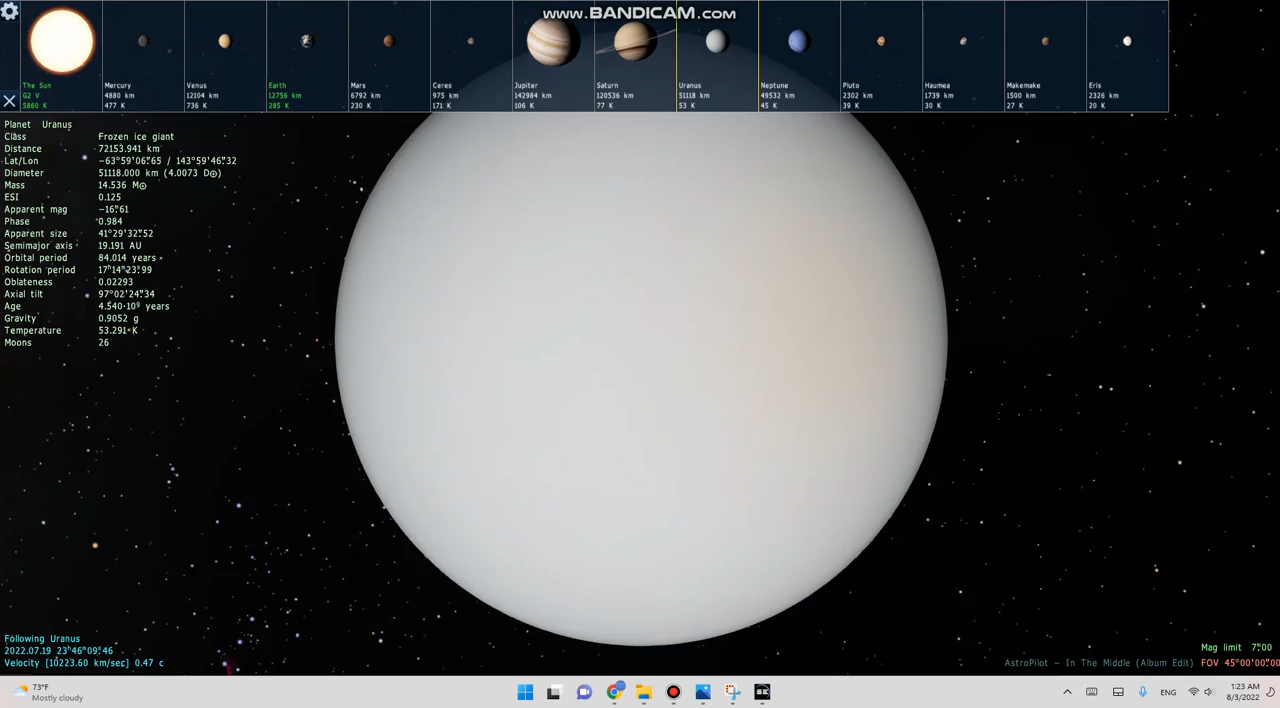 www.BANDICAM.com
The Sun
G2 V
5860 K
Mercury
4880 km
477 K
Venus
12104 km
736 K
Earth
12756 km
285 K
Mars
6792 km
230 K
Ceres
975 km
171 K
Jupiter
142984 km
106 K
Saturn
120536 km
77 K
Uranus
51118 km
53 K
Neptune
49532 km
45 K
Pluto
2302 km
39 K
Haumea
1739 km
30 K
Makemake
1500 km
27 K
Eris
2326 km
20 K
Planet Uranus
Class Frozen ice giant
Distance 72153.941 km
Lat/Lon -63°59'06."65 / 143°59'46."32
Diameter 51118.000 km (4.0073 D⊙)
Mass 14.536 M⊙
ESI 0.125
Apparent mag -16.ᵐ61
Phase 0.984
Apparent size 41°29'32."52
Semimajor axis 19.191 AU
Orbital period 84.014 years
Rotation period 17ʰ14ᵐ23.ˢ99
Oblateness 0.02293
Axial tilt 97°02'24."34
Age 4.540·10⁹ years
Gravity 0.9052 g
Temperature 53.291 K
Moons 26
Following Uranus
2022.07.19 23ʰ46ᵐ09.ˢ46
Velocity [10223.60 km/sec] 0.47 c
Mag limit 7.ᵐ00
AstroPilot - In The Middle (Album Edit) FOV 45°00'00."00
73°F
Mostly cloudy
ENG
1:23 AM
8/3/2022